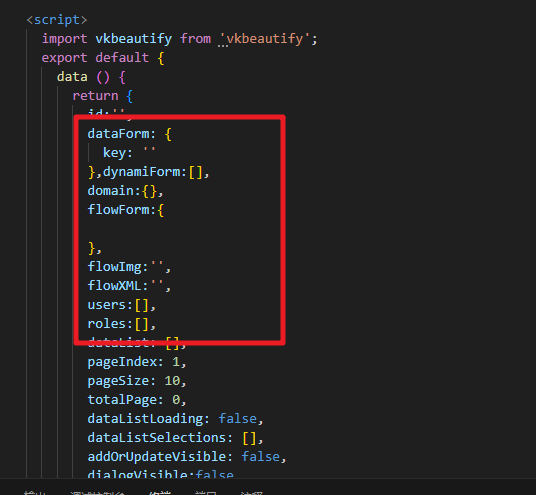 <script>
import vkbeautify from 'vkbeautify';
export default {
data () {
return {
id:'',
dataForm: {
key: ''
},dynamiForm:[],
domain:{},
flowForm:{
},
flowImg:'',
flowXML:'',
users:[],
roles:[],
dataList: [],
pageIndex: 1,
pageSize: 10,
totalPage: 0,
dataListLoading: false,
dataListSelections: [],
addOrUpdateVisible: false,
dialogVisible:false